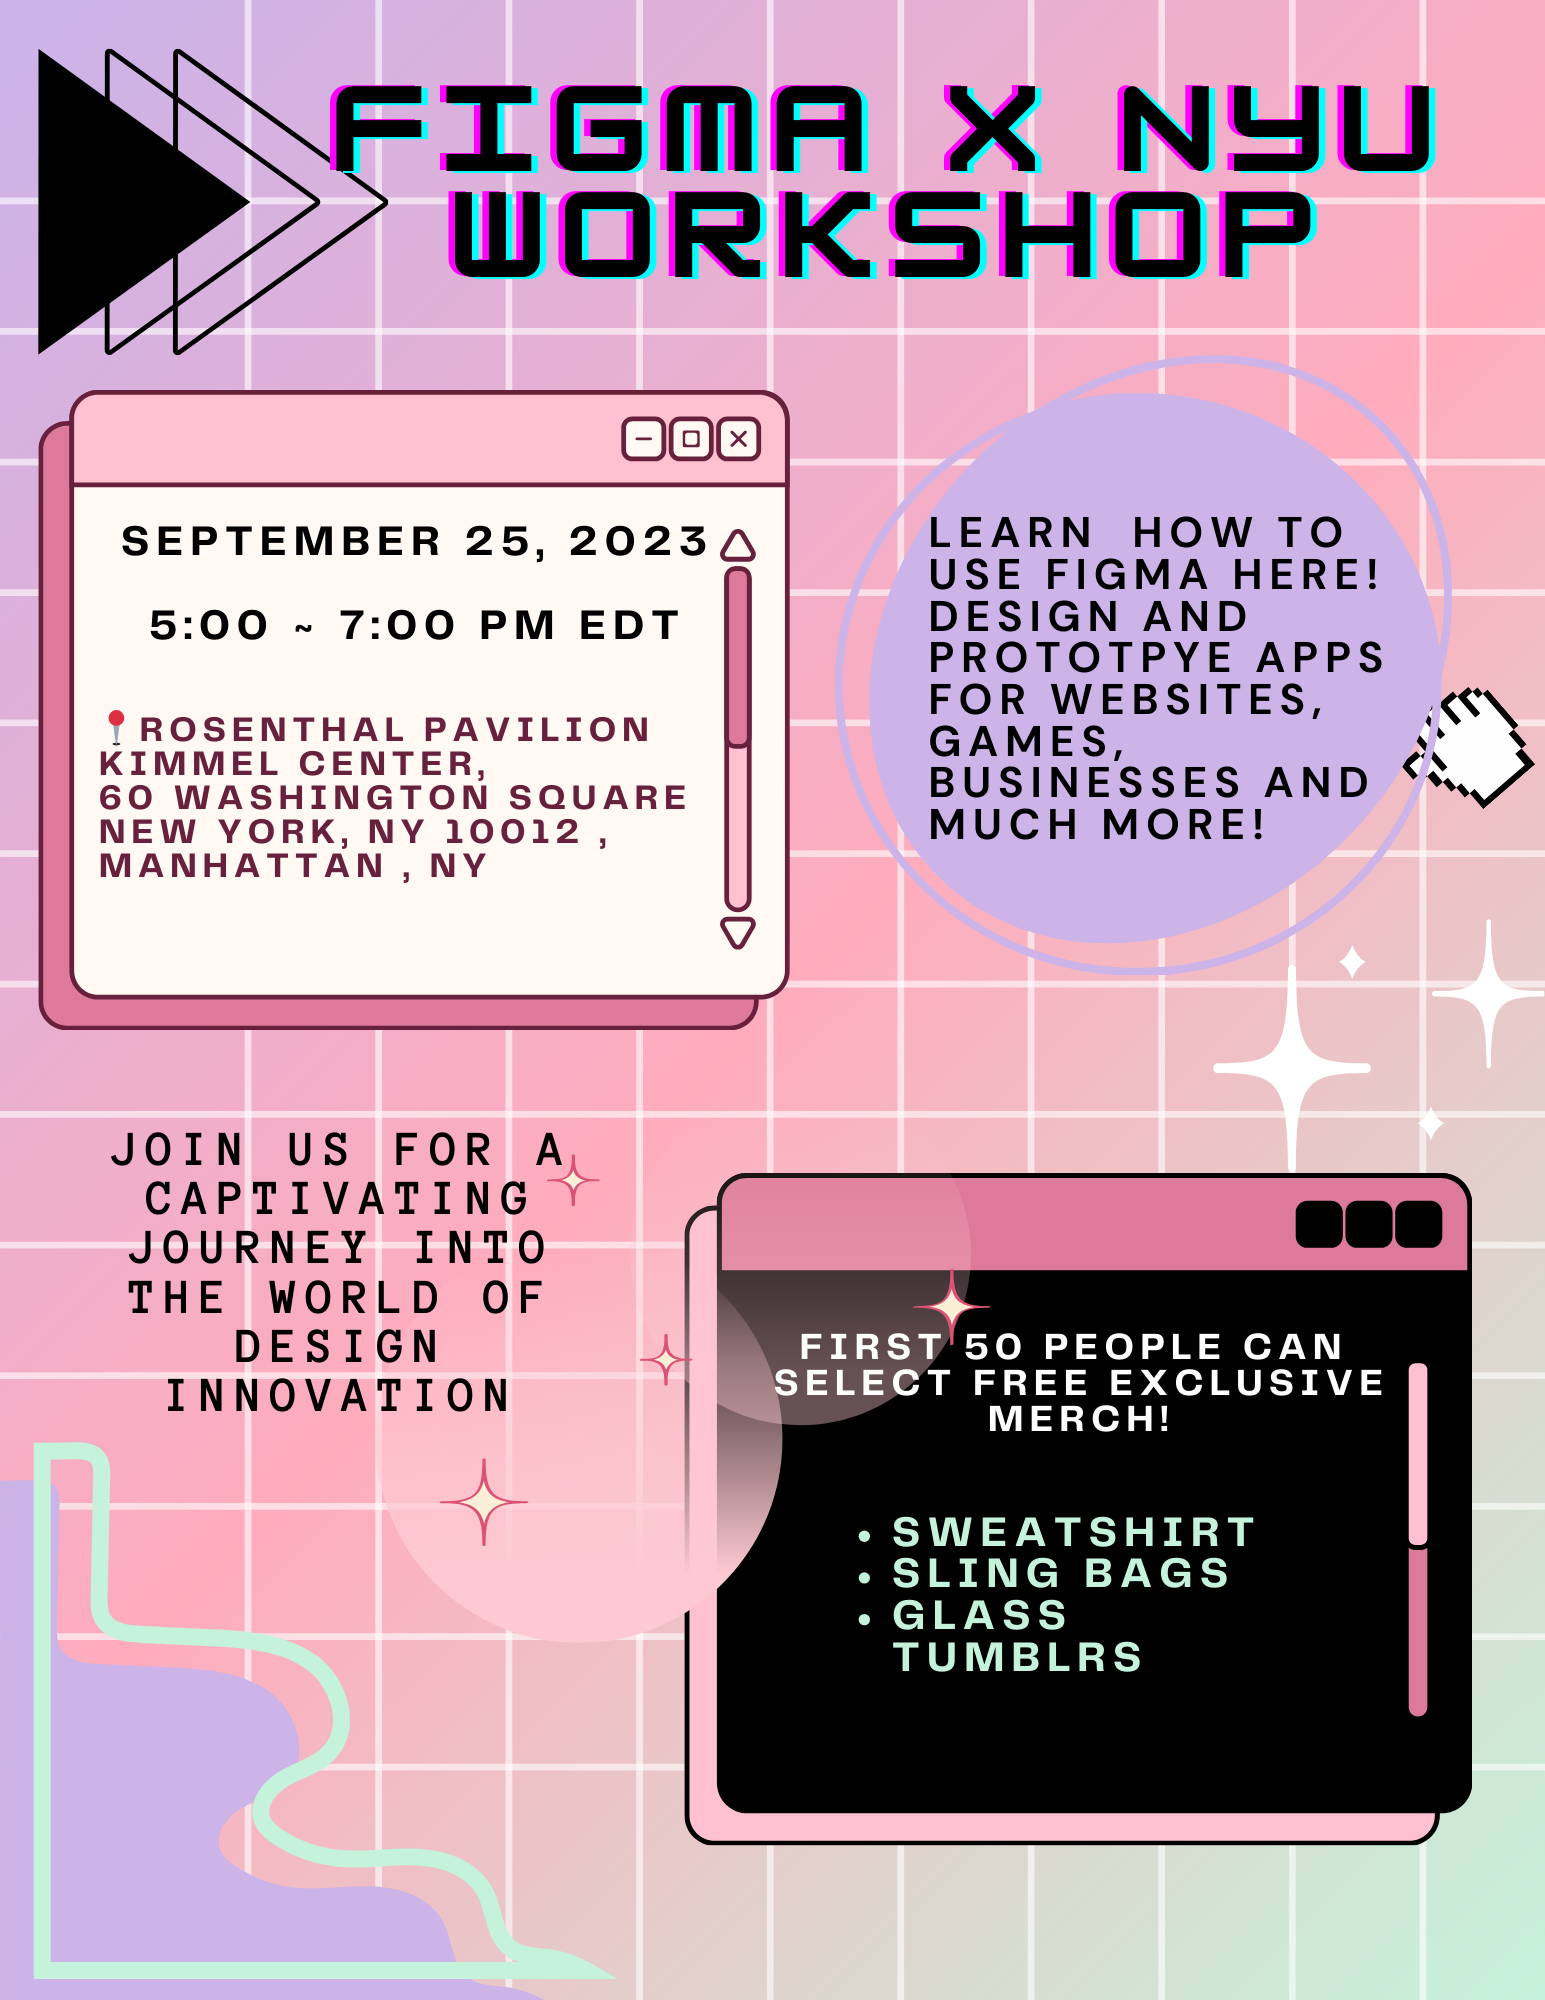 FIGMA X NYU
WORKSHOP
SEPTEMBER 25, 2023
5:00 ~ 7:00 PM EDT
📍ROSENTHAL PAVILION
KIMMEL CENTER,
60 WASHINGTON SQUARE
NEW YORK, NY 10012 ,
MANHATTAN , NY
LEARN  HOW TO
USE FIGMA HERE!
DESIGN AND
PROTOTPYE APPS
FOR WEBSITES,
GAMES,
BUSINESSES AND
MUCH MORE!
JOIN US FOR A
CAPTIVATING
JOURNEY INTO
THE WORLD OF
DESIGN
INNOVATION
FIRST 50 PEOPLE CAN
SELECT FREE EXCLUSIVE
MERCH!
• SWEATSHIRT
• SLING BAGS
• GLASS
TUMBLRS